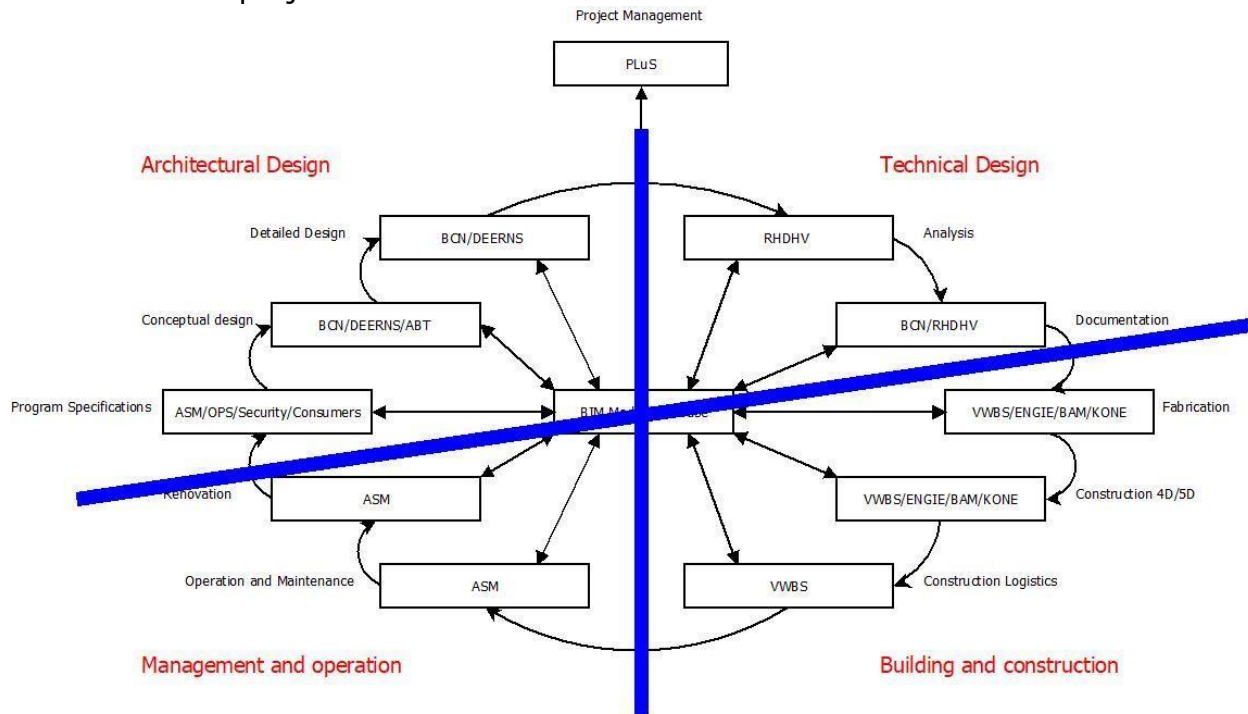 Project Management
PLuS
Architectural Design
Technical Design
Detailed Design
BCN/DEERNS
RHDHV
Analysis
Conceptual design
BCN/DEERNS/ABT
BCN/RHDHV
Documentation
Program Specifications
ASM/OPS/Security/Consumers
BIM
VWBS/ENGIE/BAM/KONE
Fabrication
Renovation
ASM
VWBS/ENGIE/BAM/KONE
Construction 4D/5D
Operation and Maintenance
ASM
VWBS
Construction Logistics
Management and operation
Building and construction